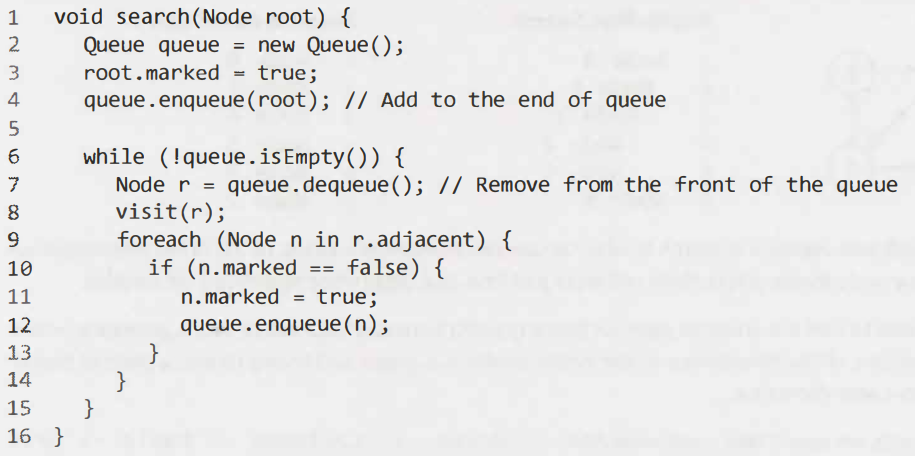 1 void search(Node root) {
2 Queue queue = new Queue();
3 root.marked = true;
4 queue.enqueue(root); // Add to the end of queue
5
6 while (!queue.isEmpty()) {
7 Node r = queue.dequeue(); // Remove from the front of the queue
8 visit(r);
9 foreach (Node n in r.adjacent) {
10 if (n.marked == false) {
11 n.marked = true;
12 queue.enqueue(n);
13 }
14 }
15 }
16 }